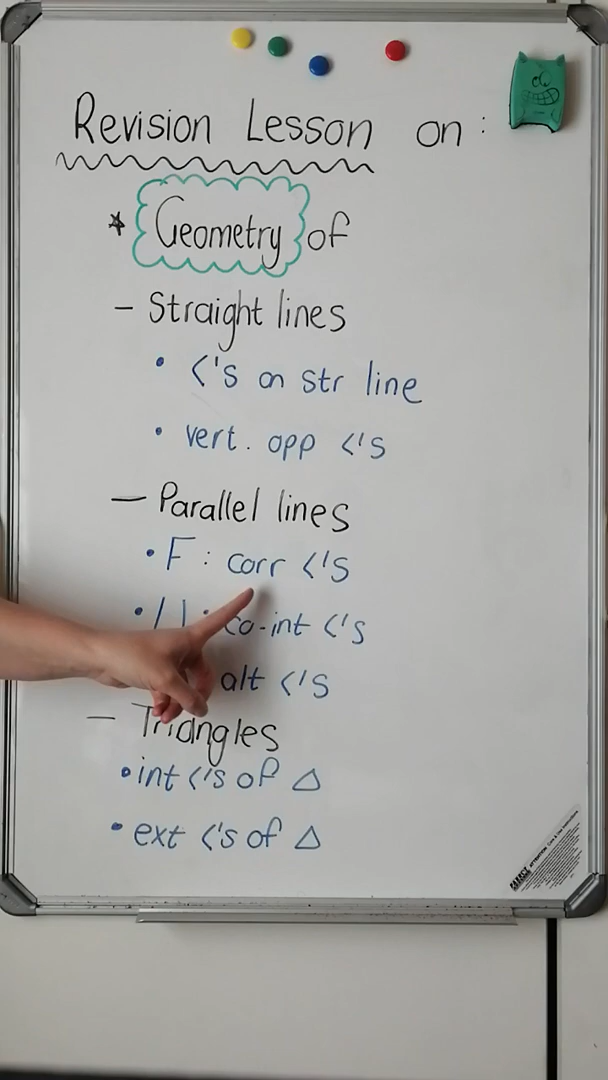 Revision Lesson on :
* Geometry of
- Straight lines
• <'s on str line
• vert. opp <'s
- Parallel lines
• F : corr <'s
• co-int <'s
alt <'s
- Triangles
• int <'s of △
• ext <'s of △